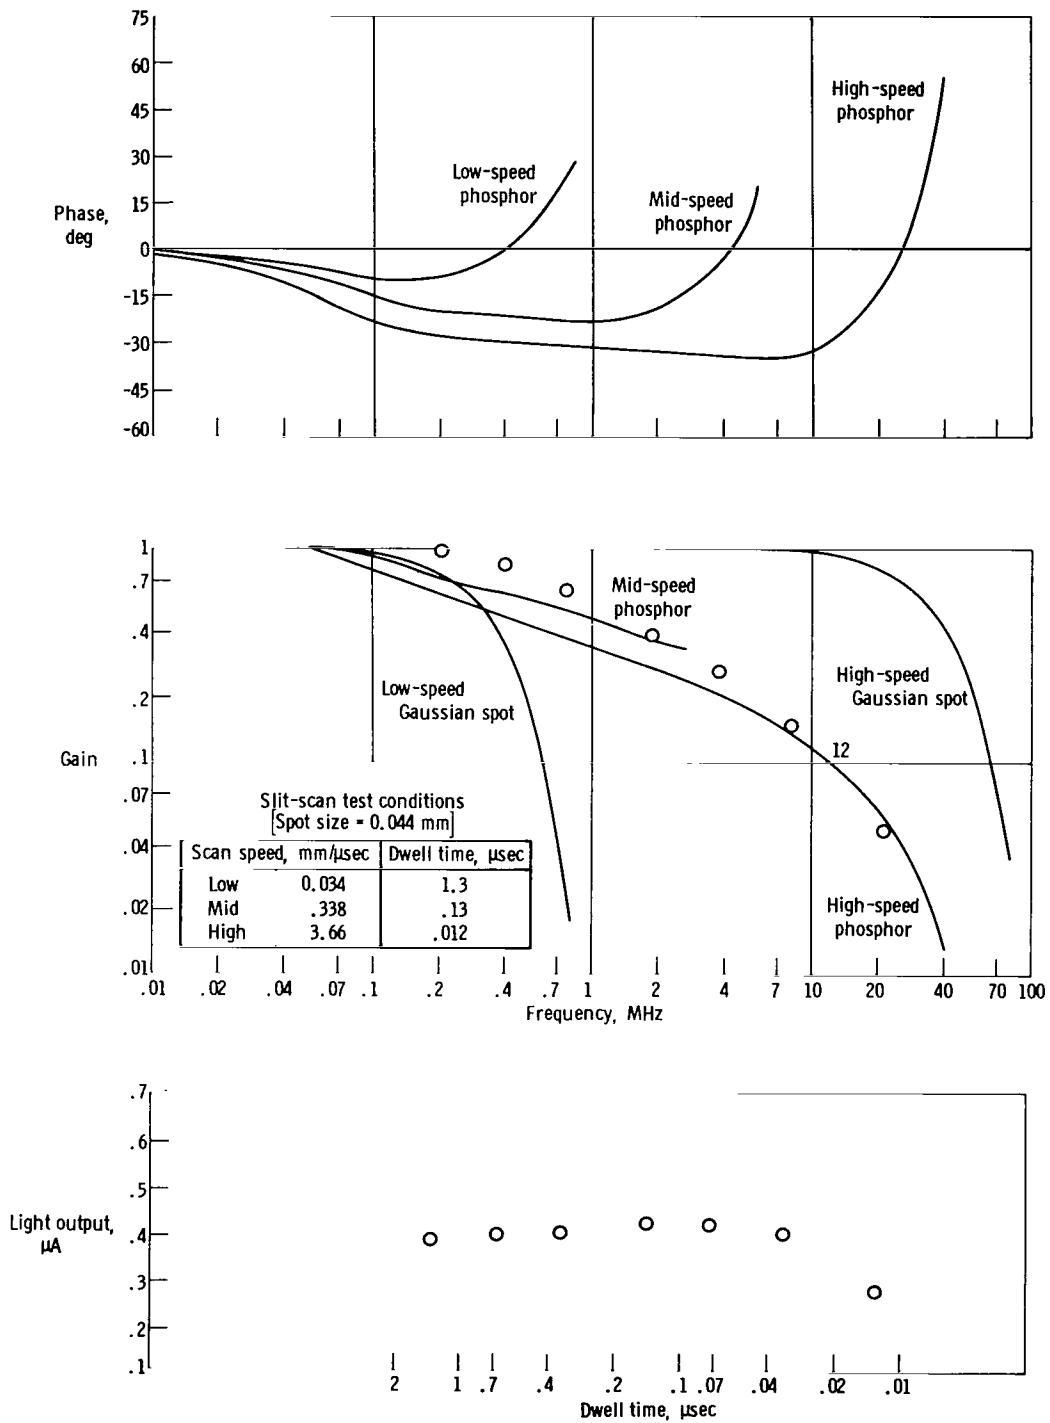 75
60
45
30
15
0
-15
-30
-45
-60
Phase,
deg
Low-speed
phosphor
Mid-speed
phosphor
High-speed
phosphor
1
.7
.4
.2
.1
.07
.04
.02
.01
Gain
Mid-speed
phosphor
Low-speed
Gaussian spot
High-speed
Gaussian spot
12
High-speed
phosphor
Slit-scan test conditions
[Spot size = 0.044 mm]
Scan speed, mm/μsec Dwell time, μsec
Low 0.034 1.3
Mid .338 .13
High 3.66 .012
.01 .02 .04 .07 .1 .2 .4 .7 1 2 4 7 10 20 40 70 100
Frequency, MHz
.7
.6
.5
.4
.3
.2
.1
Light output,
μA
2 1 .7 .4 .2 .1 .07 .04 .02 .01
Dwell time, μsec